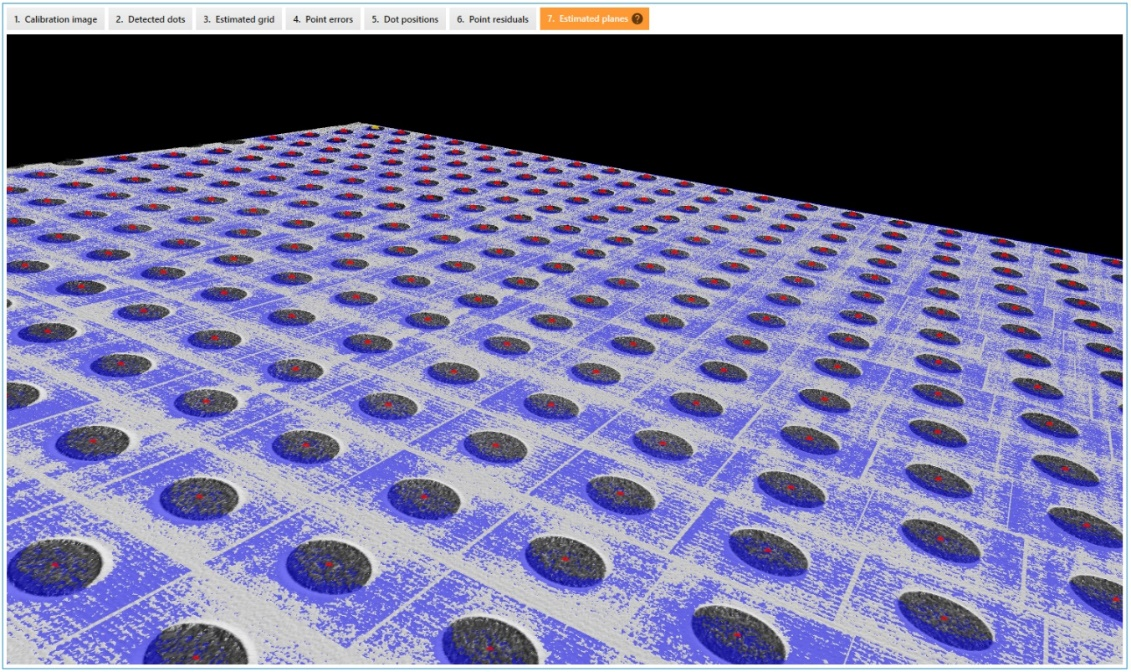 1. Calibration image
2. Detected dots
3. Estimated grid
4. Point errors
5. Dot positions
6. Point residuals
7. Estimated planes ?